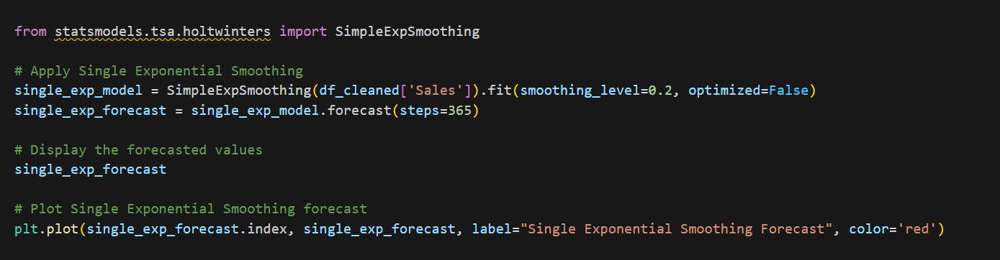 from statsmodels.tsa.holtwinters import SimpleExpSmoothing
# Apply Single Exponential Smoothing
single_exp_model = SimpleExpSmoothing(df_cleaned['Sales']).fit(smoothing_level=0.2, optimized=False)
single_exp_forecast = single_exp_model.forecast(steps=365)
# Display the forecasted values
single_exp_forecast
# Plot Single Exponential Smoothing forecast
plt.plot(single_exp_forecast.index, single_exp_forecast, label="Single Exponential Smoothing Forecast", color='red')